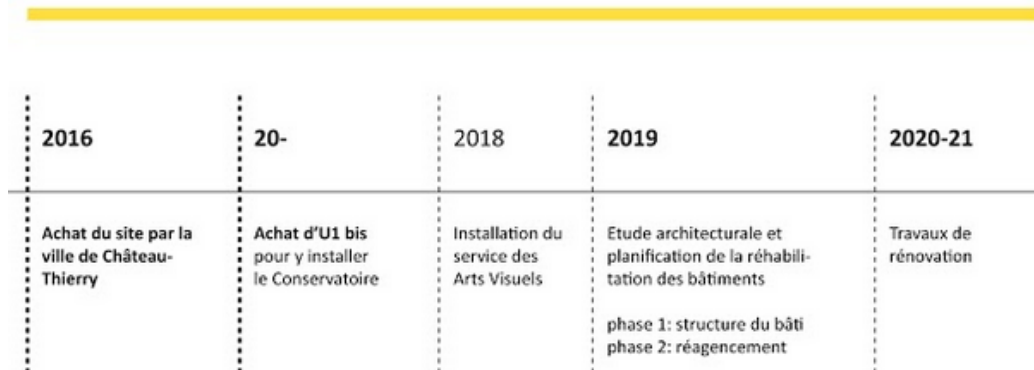 2016
Achat du site par la
ville de Château-
Thierry
20-
Achat d'U1 bis
pour y installer
le Conservatoire
2018
Installation du
service des
Arts Visuels
2019
Etude architecturale et
planification de la réhabili-
tation des bâtiments
phase 1: structure du bâti
phase 2: réagencement
2020-21
Travaux de
rénovation